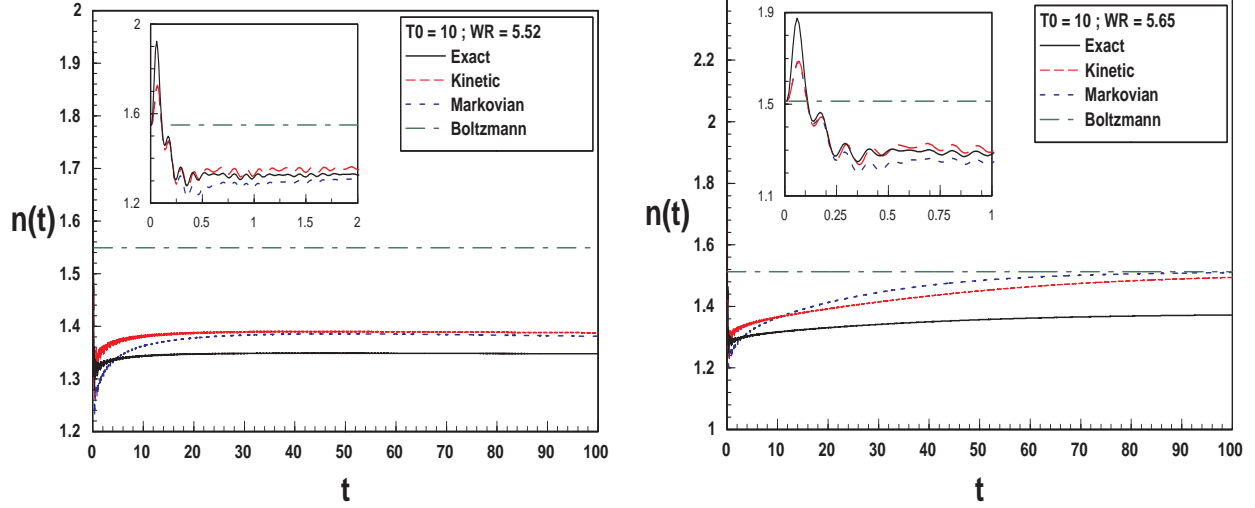 2
1.9
1.8
1.7
1.6
1.5
1.4
1.3
1.2
n(t)
0 10 20 30 40 50 60 70 80 90 100
t
2
1.6
1.2
0 0.5 1 1.5 2
T0 = 10 ; WR = 5.52
Exact
Kinetic
Markovian
Boltzmann
2.4
2.2
2
1.8
1.6
1.4
1.2
1
n(t)
0 10 20 30 40 50 60 70 80 90 100
t
1.9
1.5
1.1
0 0.25 0.5 0.75 1
T0 = 10 ; WR = 5.65
Exact
Kinetic
Markovian
Boltzmann